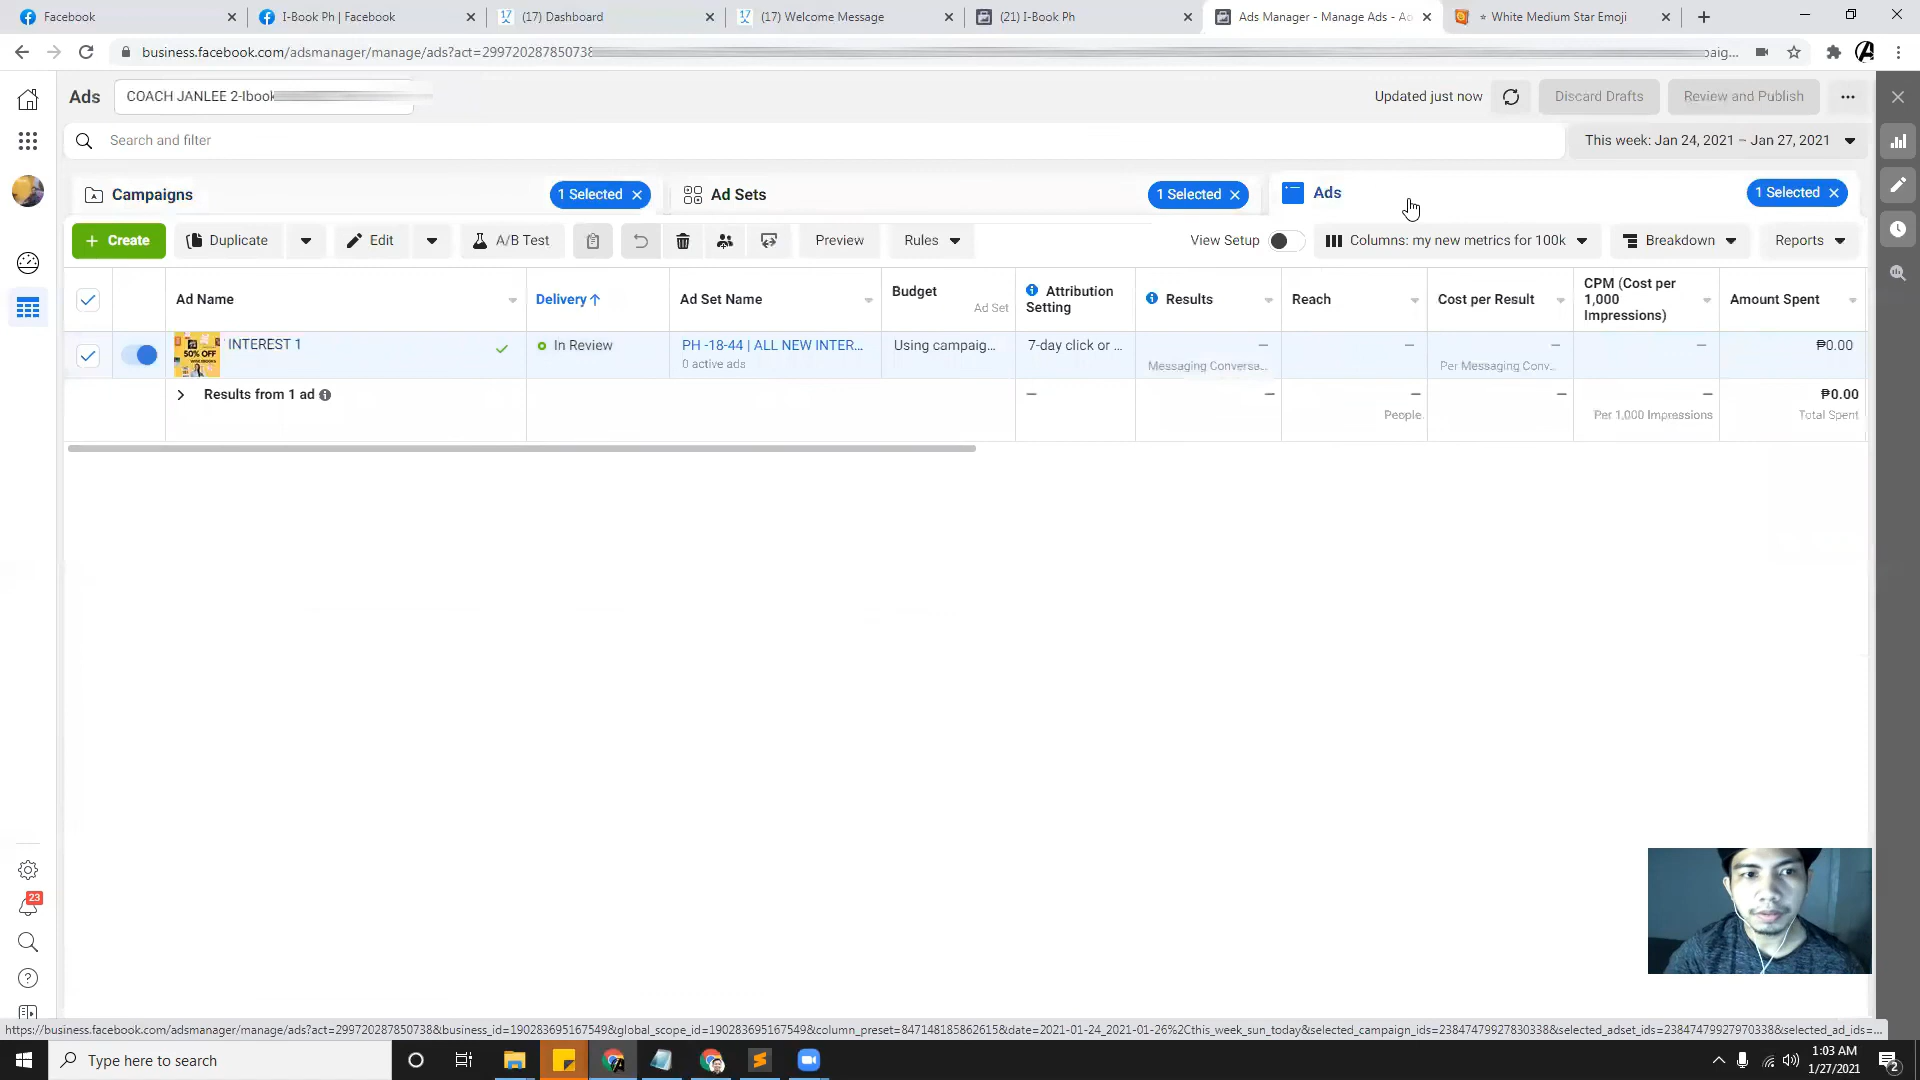 Facebook
I-Book Ph | Facebook
(17) Dashboard
(17) Welcome Message
(21) I-Book Ph
Ads Manager - Manage Ads - Ac
White Medium Star Emoji
business.facebook.com/adsmanager/manage/ads?act=299720287850738
paig...
Ads
COACH JANLEE 2-Ibook
Updated just now
Discard Drafts
Review and Publish
Search and filter
This week: Jan 24, 2021 – Jan 27, 2021
Campaigns
1 Selected
Ad Sets
1 Selected
Ads
1 Selected
+ Create
Duplicate
Edit
A/B Test
Preview
Rules
View Setup
Columns: my new metrics for 100k
Breakdown
Reports
Ad Name
Delivery ↑
Ad Set Name
Budget
Ad Set
Attribution
Setting
Results
Reach
Cost per Result
CPM (Cost per
1,000
Impressions)
Amount Spent
50% OFF
INTEREST 1
In Review
PH -18-44 | ALL NEW INTER...
0 active ads
Using campaig...
7-day click or ...
—
Messaging Conversa...
—
—
Per Messaging Conv...
—
₱0.00
Results from 1 ad
—
—
—
People
—
—
Per 1,000 Impressions
₱0.00
Total Spent
23
https://business.facebook.com/adsmanager/manage/ads?act=299720287850738&business_id=190283695167549&global_scope_id=190283695167549&column_preset=847148185862615&date=2021-01-24_2021-01-26%2Cthis_week_sun_today&selected_campaign_ids=23847479927830338&selected_adset_ids=23847479927970338&selected_ad_ids=...
Type here to search
1:03 AM
1/27/2021
2